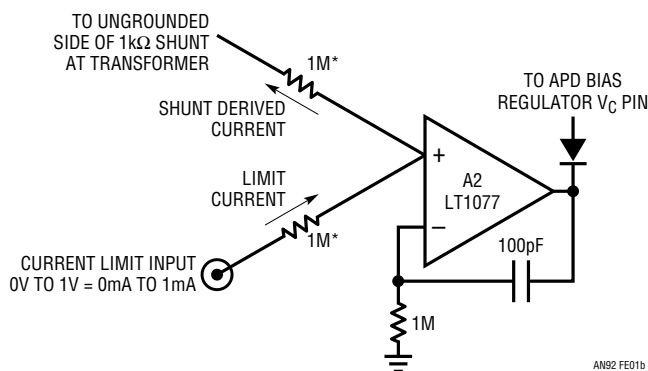 TO UNGROUNDED
SIDE OF 1kΩ SHUNT
AT TRANSFORMER
1M*
SHUNT DERIVED
CURRENT
TO APD BIAS
REGULATOR VC PIN
LIMIT
CURRENT
1M*
+
A2
LT1077
–
CURRENT LIMIT INPUT
0V TO 1V = 0mA TO 1mA
100pF
1M
AN92 FE01b